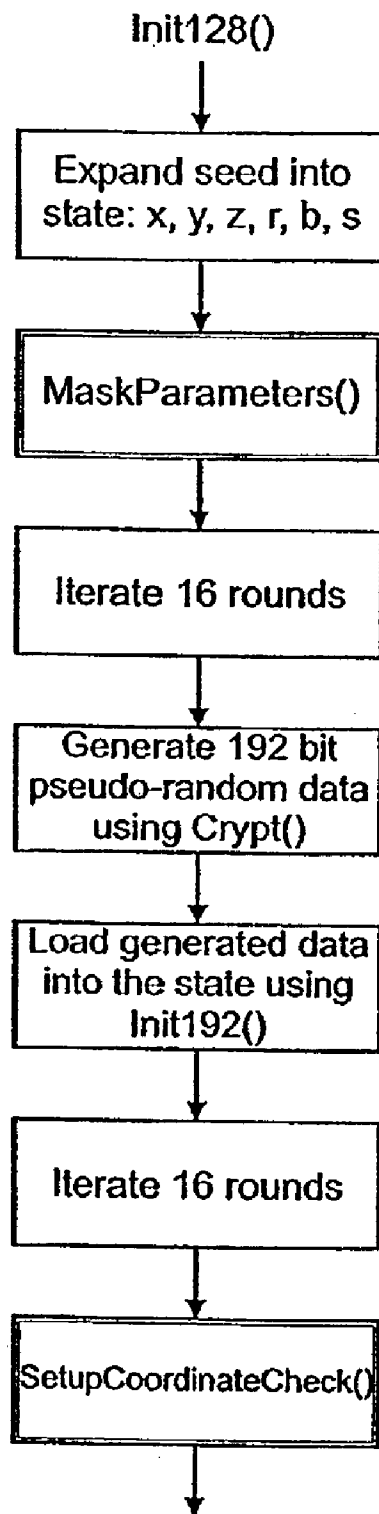 Init128()
Expand seed into
state: x, y, z, r, b, s
MaskParameters()
Iterate 16 rounds
Generate 192 bit
pseudo-random data
using Crypt()
Load generated data
into the state using
Init192()
Iterate 16 rounds
SetupCoordinateCheck()